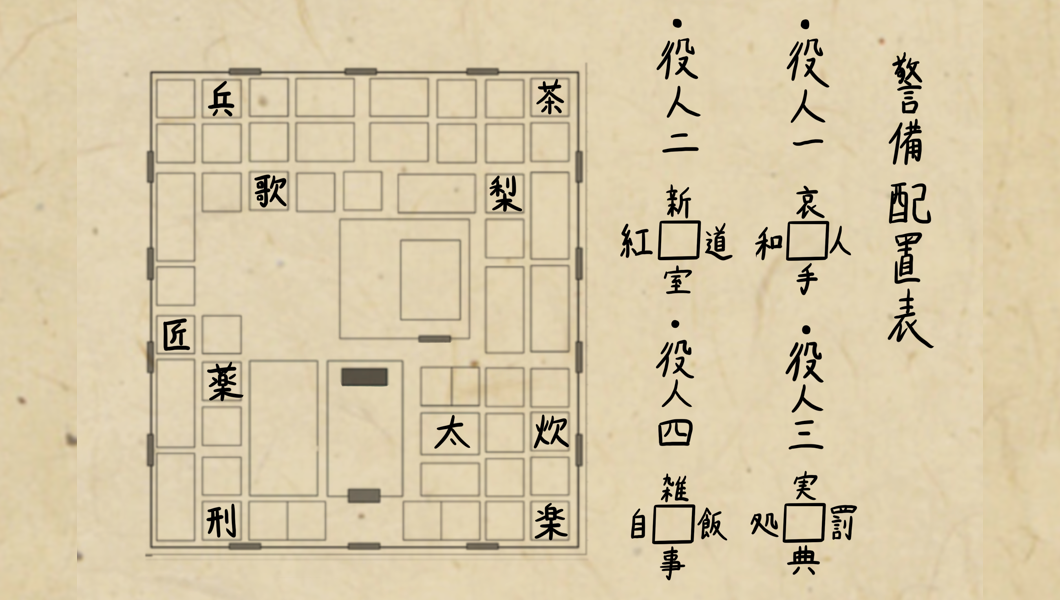 警備配置表
・役人一
哀
和□人
手
・役人三
実
処□罰
典
・役人二
新
紅□道
室
・役人四
雑
自□飯
事
兵
茶
歌
梨
匠
薬
太
炊
刑
楽